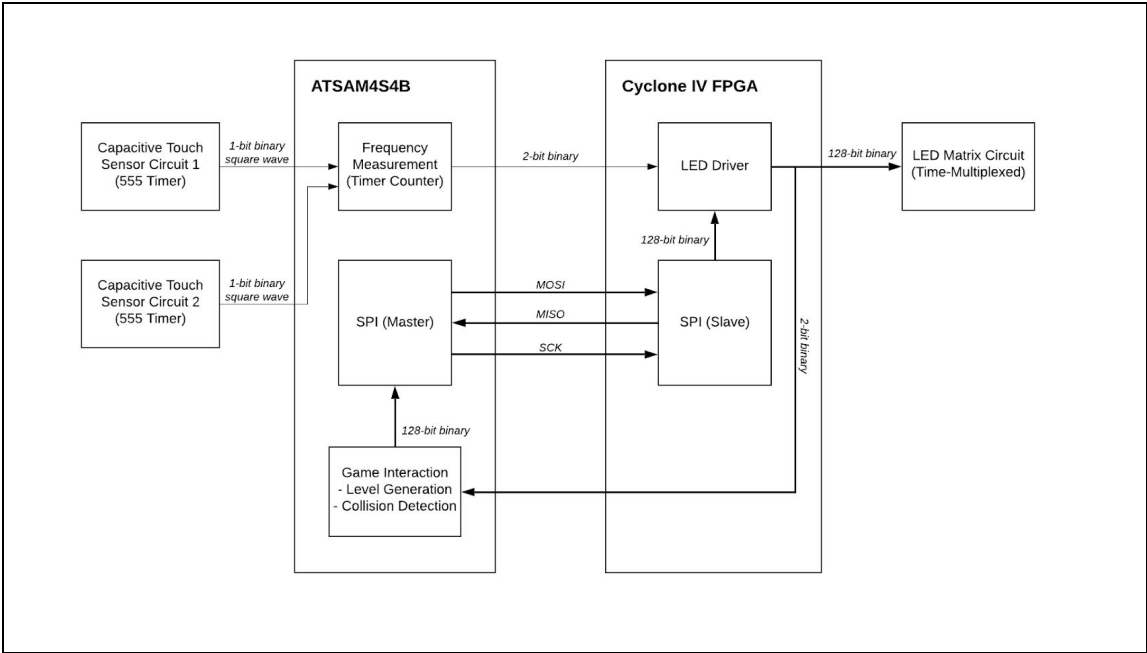 ATSAM4S4B
Cyclone IV FPGA
Capacitive Touch
Sensor Circuit 1
(555 Timer)
1-bit binary
square wave
Frequency
Measurement
(Timer Counter)
2-bit binary
LED Driver
128-bit binary
LED Matrix Circuit
(Time-Multiplexed)
128-bit binary
Capacitive Touch
Sensor Circuit 2
(555 Timer)
1-bit binary
square wave
SPI (Master)
MOSI
MISO
SCK
SPI (Slave)
2-bit binary
128-bit binary
Game Interaction
- Level Generation
- Collision Detection